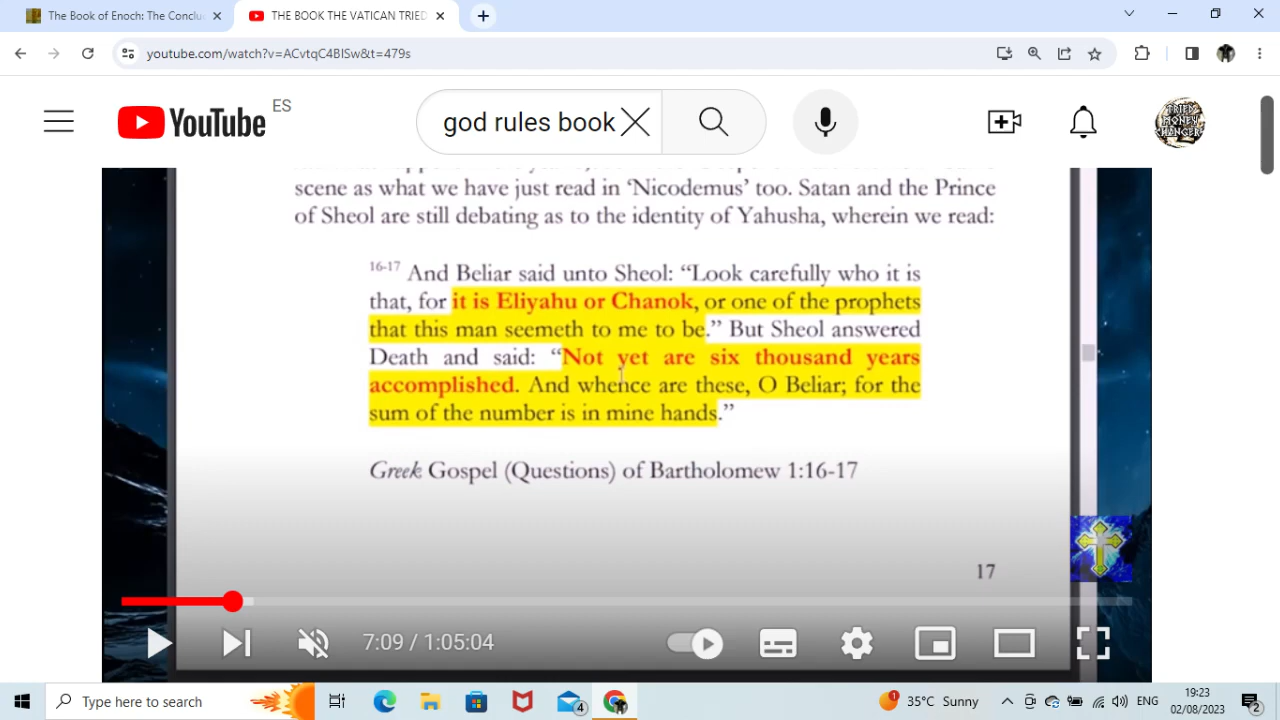 The Book of Enoch: The Conclu
THE BOOK THE VATICAN TRIED
youtube.com/watch?v=ACvtqC4BISw&t=479s
YouTube ES
god rules book
TRIBES MONEY CHANGER
scene as what we have just read in ‘Nicodemus’ too. Satan and the Prince
of Sheol are still debating as to the identity of Yahusha, wherein we read:
16-17 And Beliar said unto Sheol: “Look carefully who it is
that, for it is Eliyahu or Chanok, or one of the prophets
that this man seemeth to me to be.” But Sheol answered
Death and said: “Not yet are six thousand years
accomplished. And whence are these, O Beliar; for the
sum of the number is in mine hands.”
Greek Gospel (Questions) of Bartholomew 1:16-17
17
7:09 / 1:05:04
Type here to search
4
1
35°C Sunny
ENG
19:23
02/08/2023
2